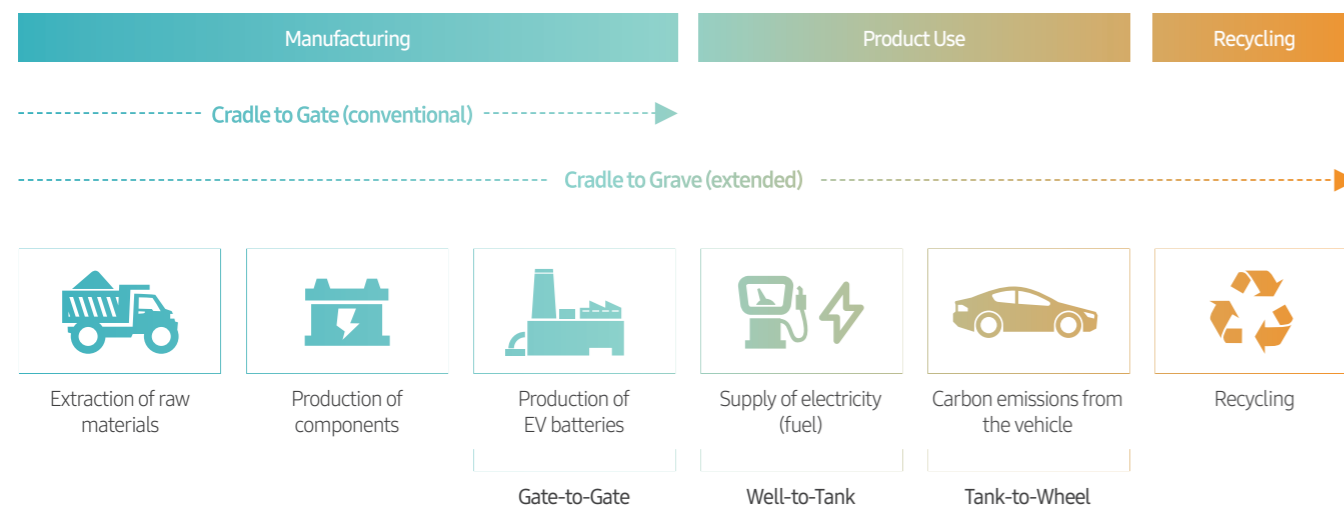 Manufacturing
Product Use
Recycling
Cradle to Gate (conventional)
Cradle to Grave (extended)
Extraction of raw
materials
Production of
components
Production of
EV batteries
Supply of electricity
(fuel)
Carbon emissions from
the vehicle
Recycling
Gate-to-Gate
Well-to-Tank
Tank-to-Wheel